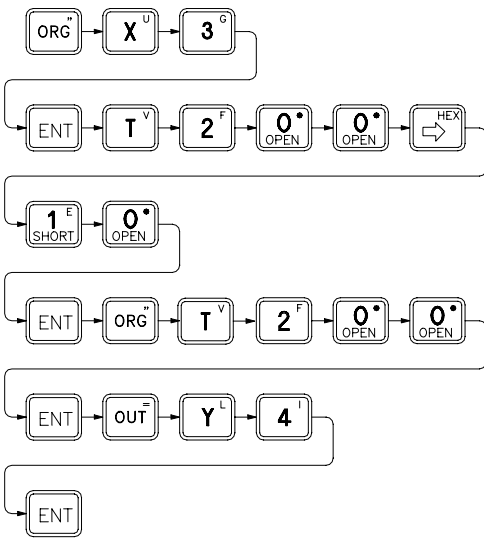 ORG " X U 3 G
ENT T V 2 F 0 • OPEN 0 • OPEN HEX
1 E SHORT 0 • OPEN
ENT ORG " T V 2 F 0 • OPEN 0 • OPEN
ENT OUT = Y L 4 I
ENT